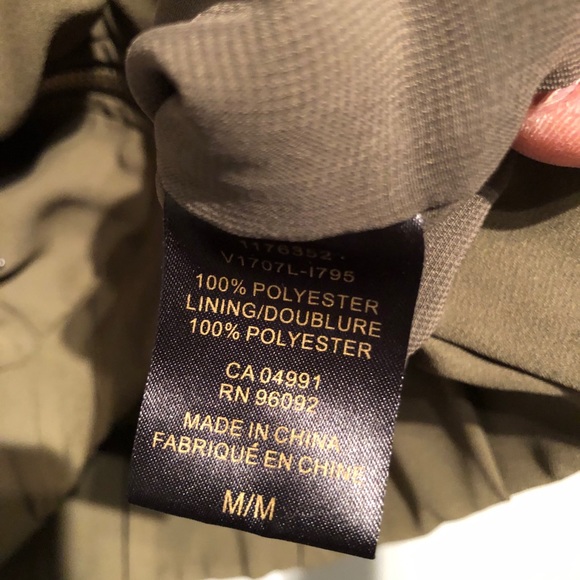 1176352 .
V1707L-I795
100% POLYESTER
LINING/DOUBLURE
100% POLYESTER
CA 04991
RN 96092
MADE IN CHINA
FABRIQUÉ EN CHINE
M/M